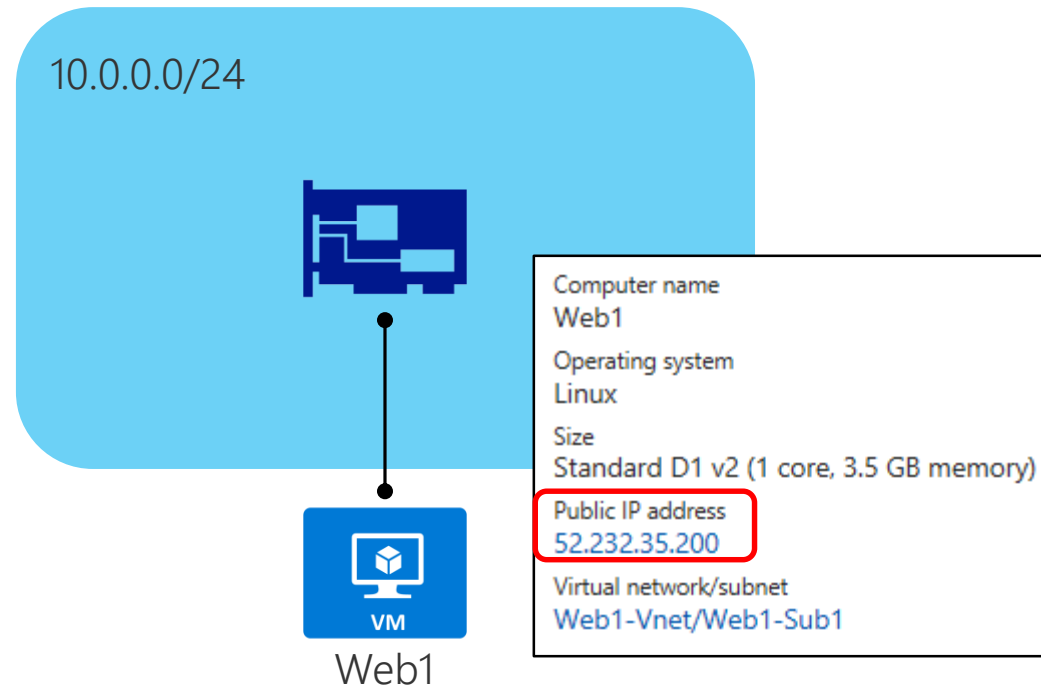 10.0.0.0/24
Computer name
Web1
Operating system
Linux
Size
Standard D1 v2 (1 core, 3.5 GB memory)
Public IP address
52.232.35.200
Virtual network/subnet
Web1-Vnet/Web1-Sub1
VM
Web1